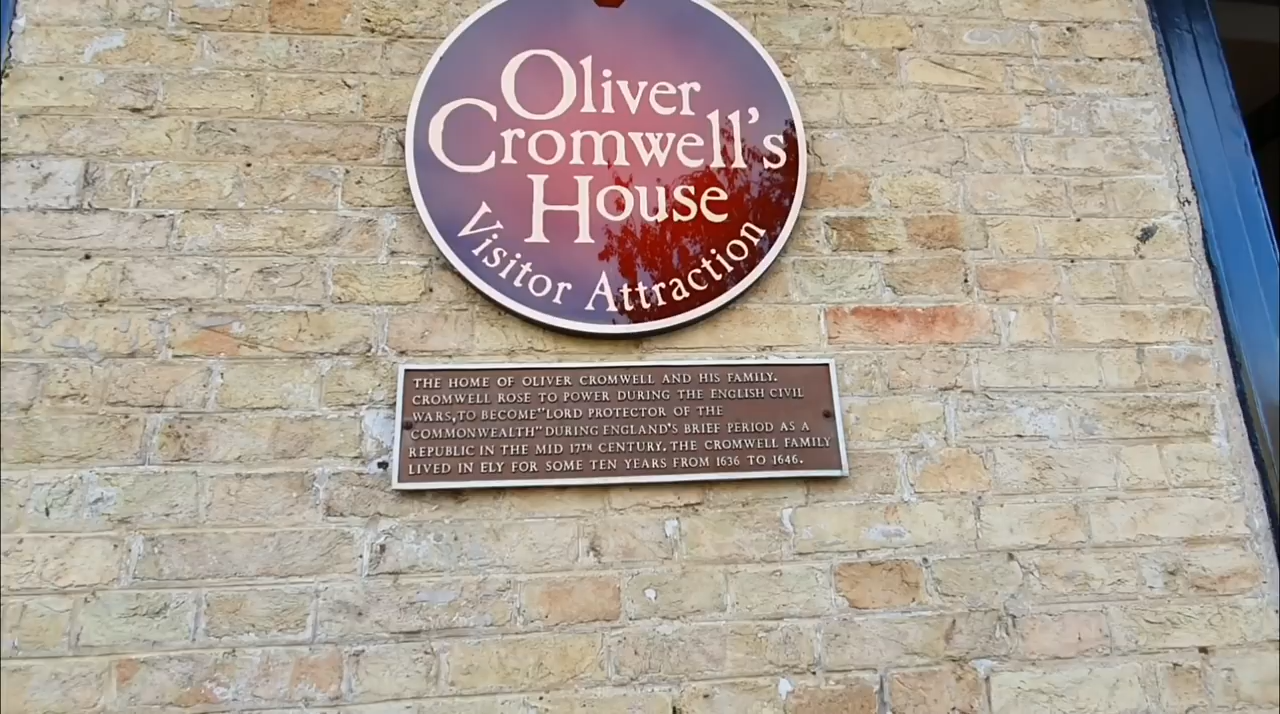 Oliver
Cromwell's
House
Visitor Attraction
THE HOME OF OLIVER CROMWELL AND HIS FAMILY.
CROMWELL ROSE TO POWER DURING THE ENGLISH CIVIL
WARS, TO BECOME "LORD PROTECTOR OF THE
COMMONWEALTH" DURING ENGLAND'S BRIEF PERIOD AS A
REPUBLIC IN THE MID 17TH CENTURY. THE CROMWELL FAMILY
LIVED IN ELY FOR SOME TEN YEARS FROM 1636 TO 1646.